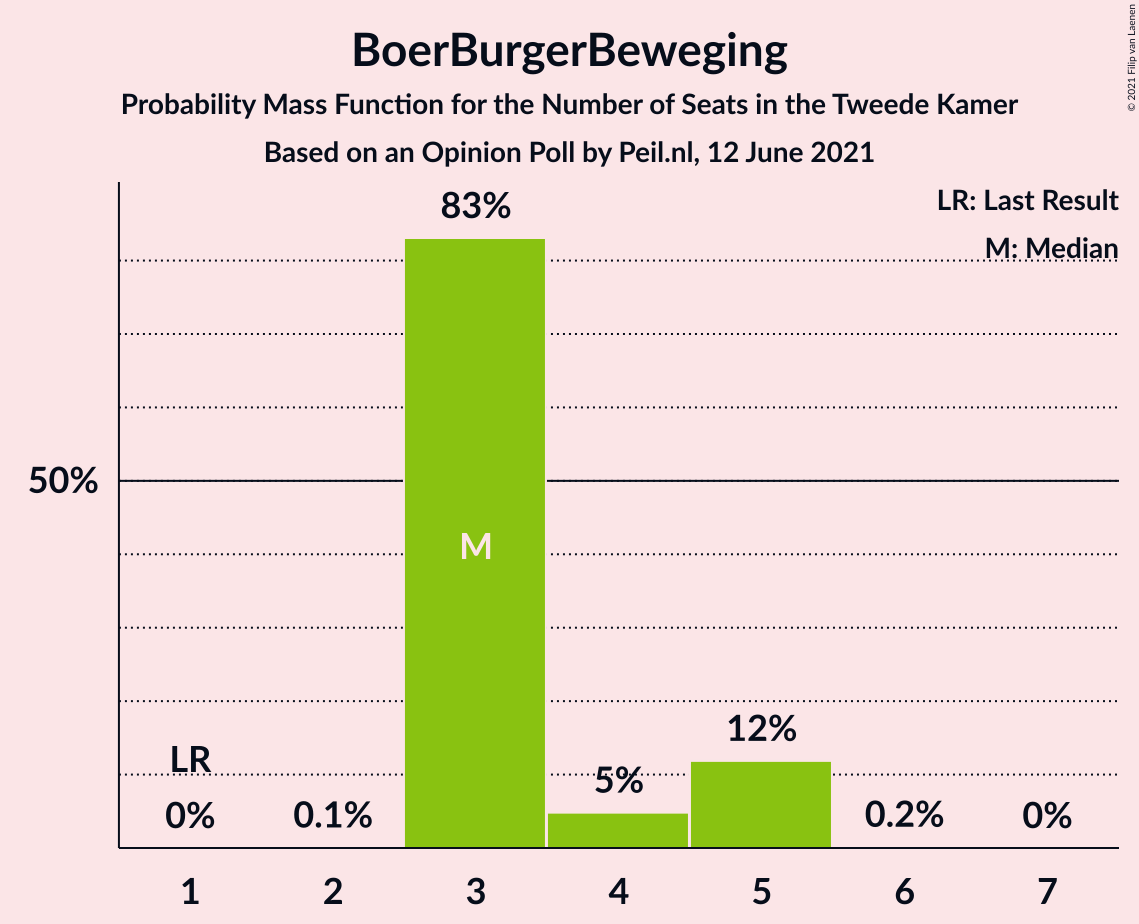 BoerBurgerBeweging
Probability Mass Function for the Number of Seats in the Tweede Kamer
Based on an Opinion Poll by Peil.nl, 12 June 2021
© 2021 Filip van Laenen
LR: Last Result
M: Median
83%
50%
M
12%
LR
5%
0%
0.1%
0.2%
0%
1 2 3 4 5 6 7